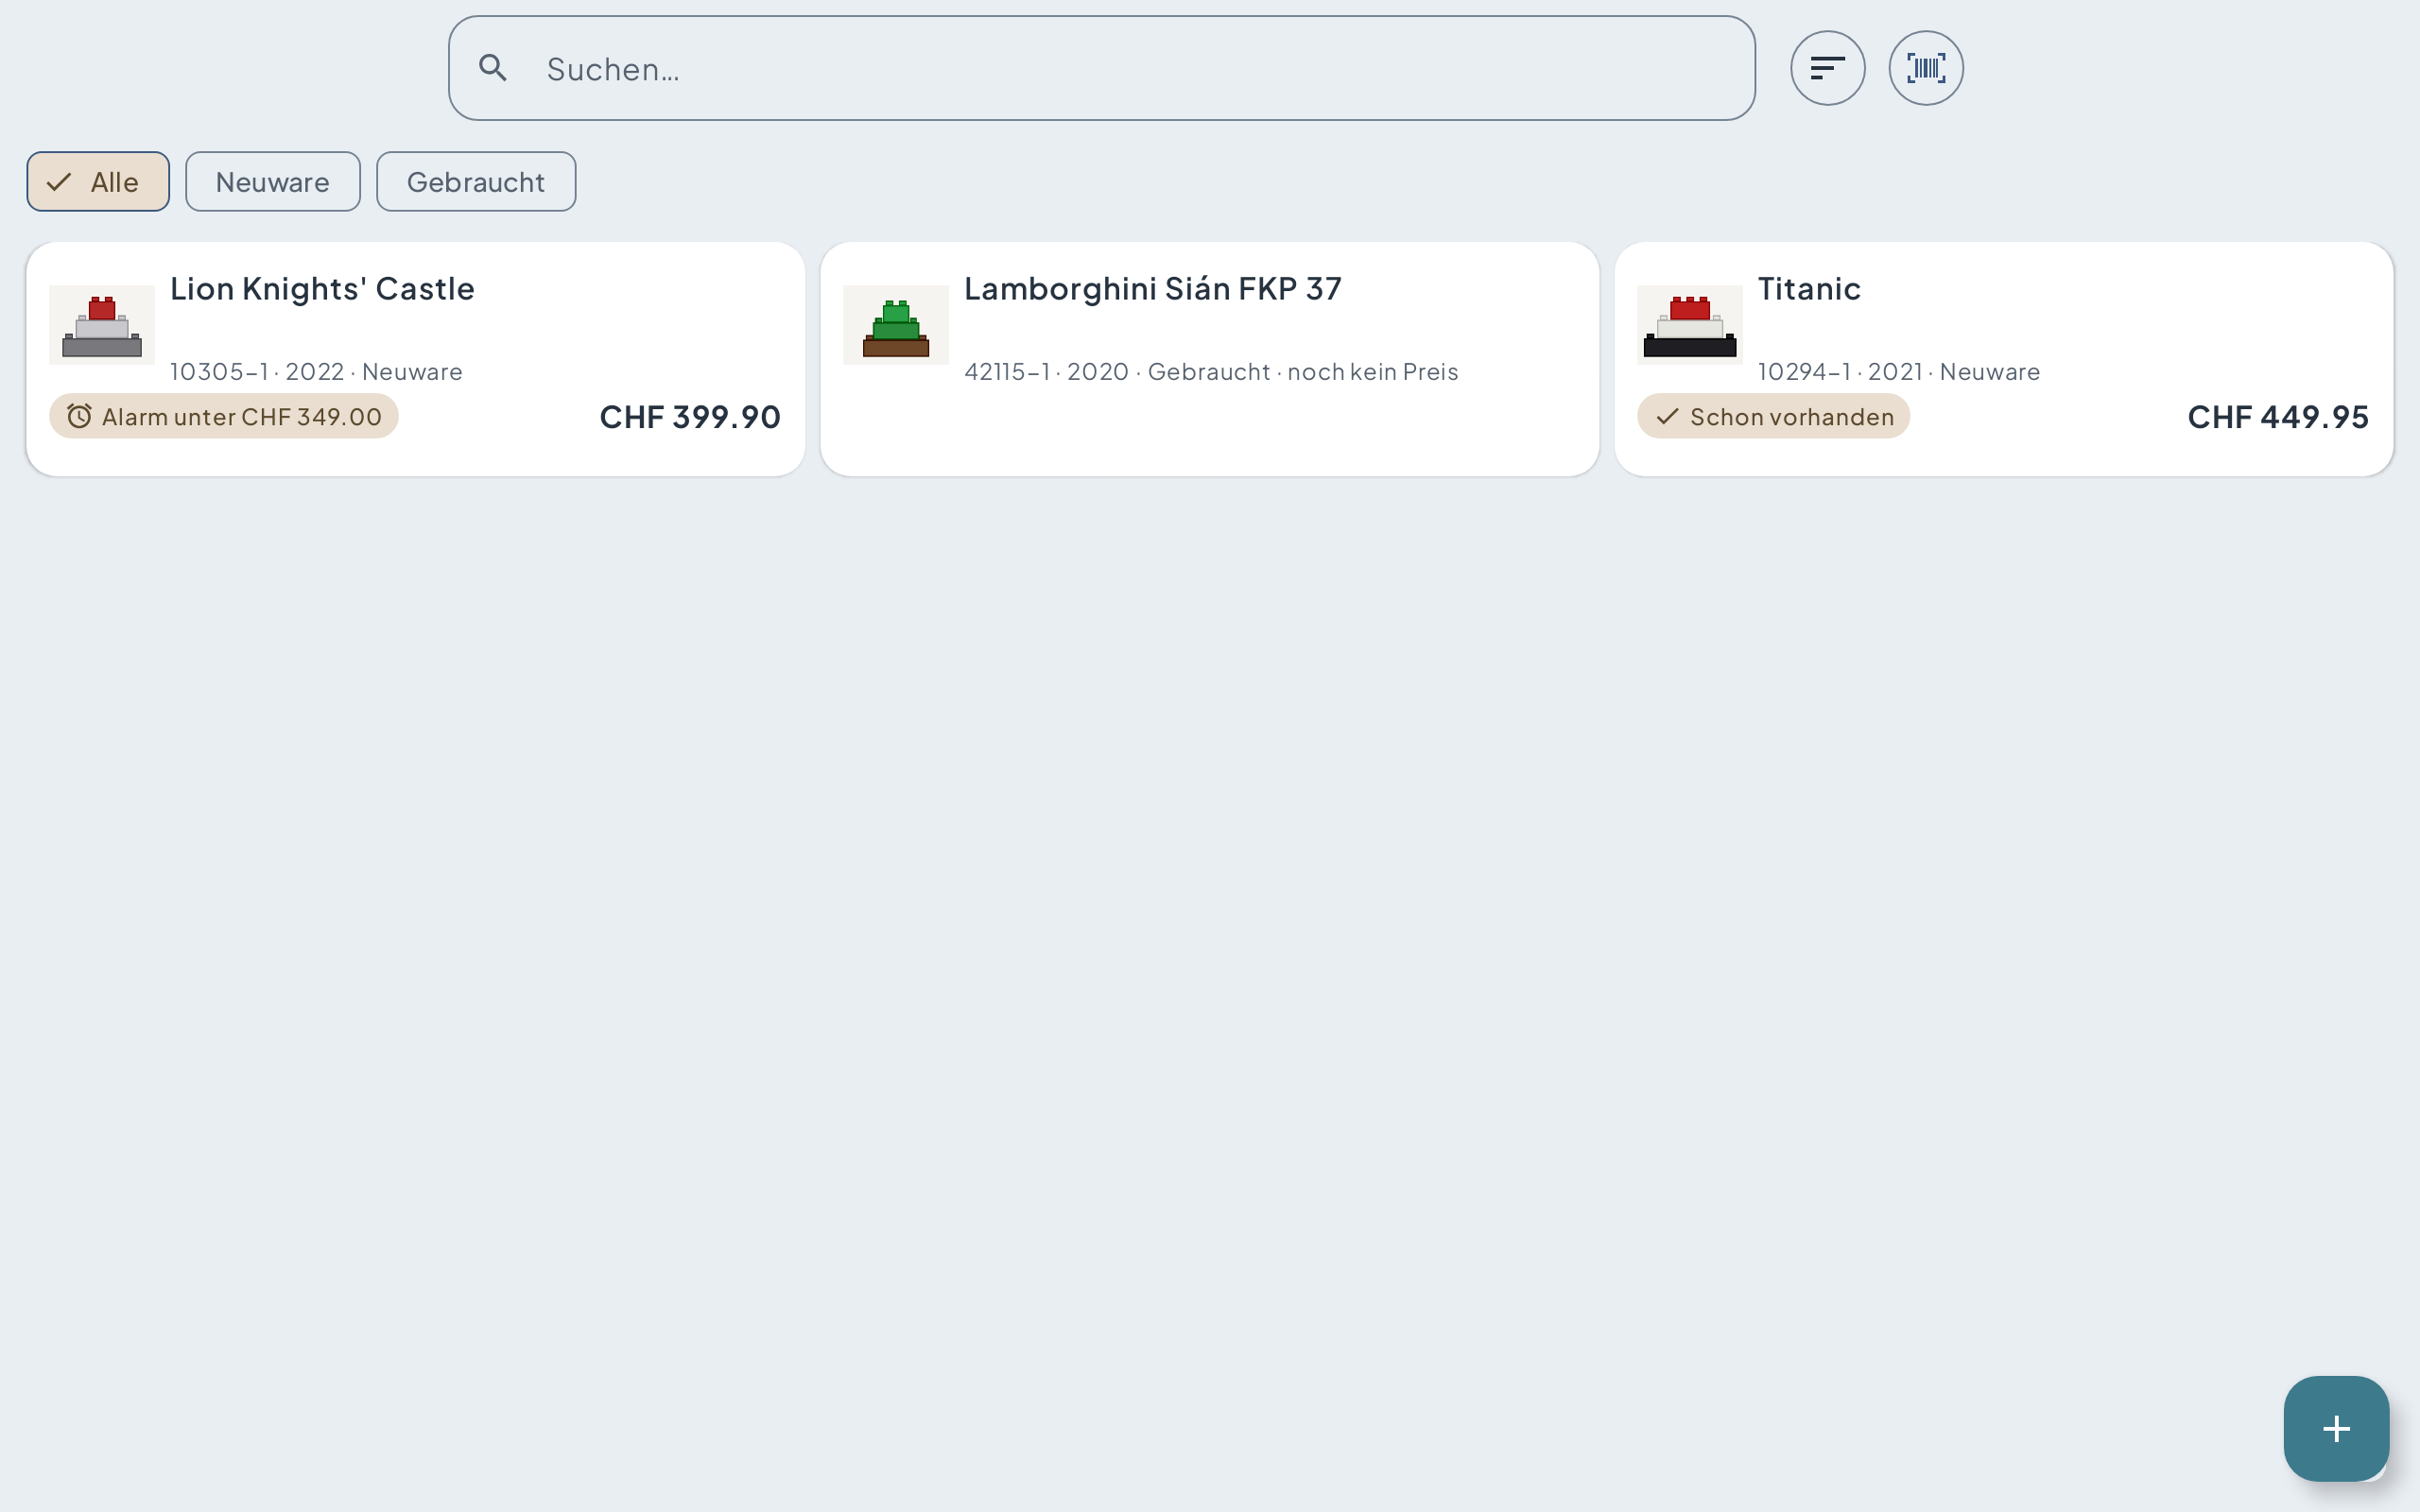 Suchen…
Alle
Neuware
Gebraucht
Lion Knights' Castle
10305–1 · 2022 · Neuware
Alarm unter CHF 349.00
CHF 399.90
Lamborghini Sián FKP 37
42115–1 · 2020 · Gebraucht · noch kein Preis
Titanic
10294–1 · 2021 · Neuware
Schon vorhanden
CHF 449.95